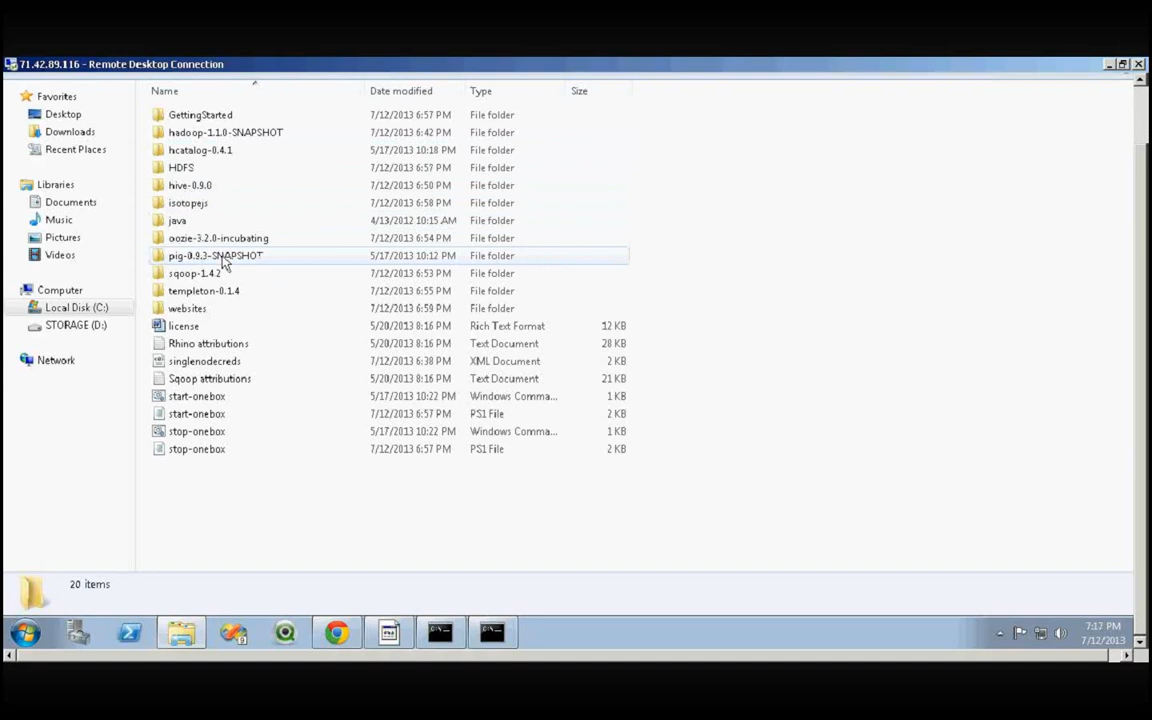 71.42.89.116 - Remote Desktop Connection
Name Date modified Type Size
Favorites
Desktop
Downloads
Recent Places
Libraries
Documents
Music
Pictures
Videos
Computer
Local Disk (C:)
STORAGE (D:)
Network
GettingStarted 7/12/2013 6:57 PM File folder
hadoop-1.1.0-SNAPSHOT 7/12/2013 6:42 PM File folder
hcatalog-0.4.1 5/17/2013 10:18 PM File folder
HDFS 7/12/2013 6:57 PM File folder
hive-0.9.0 7/12/2013 6:50 PM File folder
isotopejs 7/12/2013 6:58 PM File folder
java 4/13/2012 10:15 AM File folder
oozie-3.2.0-incubating 7/12/2013 6:54 PM File folder
pig-0.9.3-SNAPSHOT 5/17/2013 10:12 PM File folder
sqoop-1.4.2 7/12/2013 6:53 PM File folder
templeton-0.1.4 7/12/2013 6:55 PM File folder
websites 7/12/2013 6:59 PM File folder
license 5/20/2013 8:16 PM Rich Text Format 12 KB
Rhino attributions 5/20/2013 8:16 PM Text Document 28 KB
singlenodecreds 7/12/2013 6:38 PM XML Document 2 KB
Sqoop attributions 5/20/2013 8:16 PM Text Document 21 KB
start-onebox 5/17/2013 10:22 PM Windows Comma... 1 KB
start-onebox 7/12/2013 6:57 PM PS1 File 2 KB
stop-onebox 5/17/2013 10:22 PM Windows Comma... 1 KB
stop-onebox 7/12/2013 6:57 PM PS1 File 2 KB
20 items
7:17 PM
7/12/2013